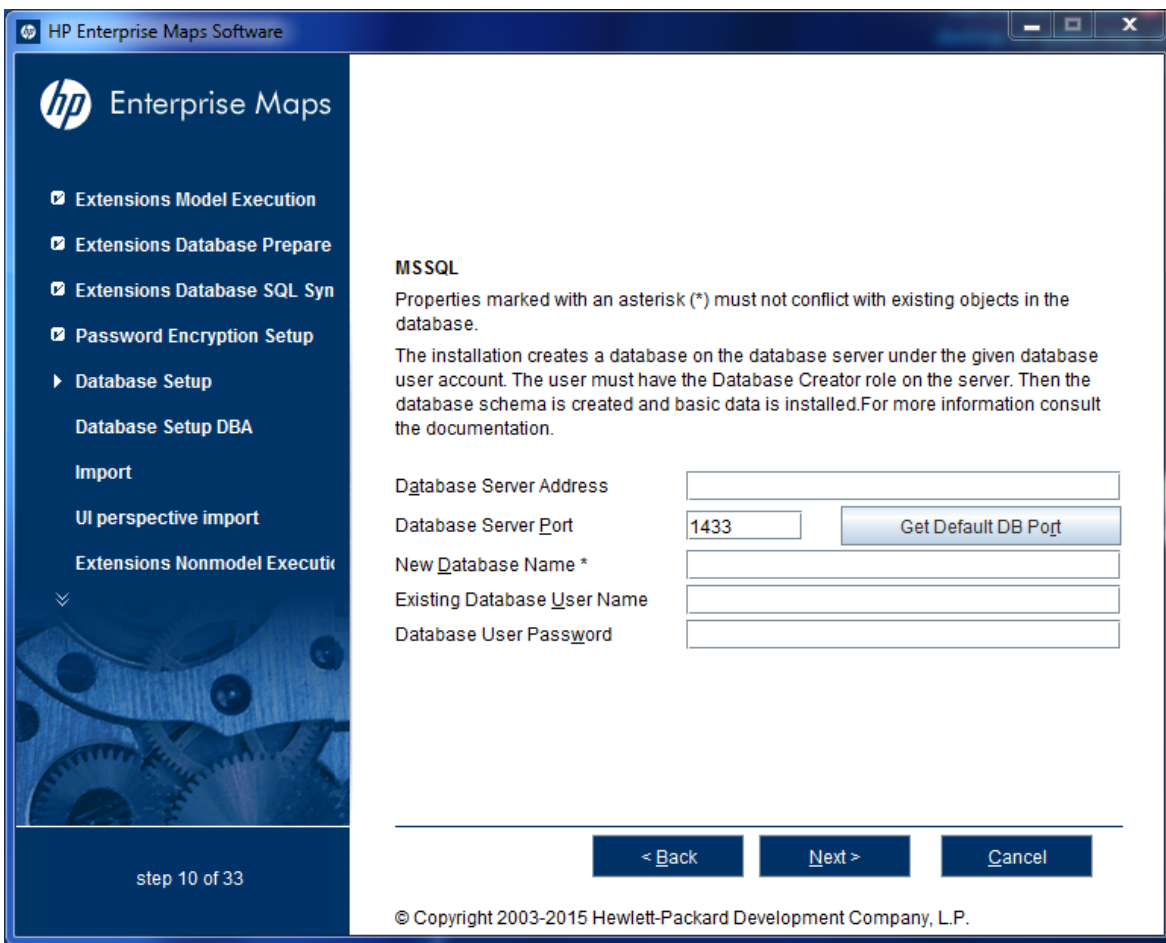 HP Enterprise Maps Software
hp Enterprise Maps
Extensions Model Execution
Extensions Database Prepare
Extensions Database SQL Syn
Password Encryption Setup
Database Setup
Database Setup DBA
Import
UI perspective import
Extensions Nonmodel Executi
step 10 of 33
MSSQL
Properties marked with an asterisk (*) must not conflict with existing objects in the
database.
The installation creates a database on the database server under the given database
user account. The user must have the Database Creator role on the server. Then the
database schema is created and basic data is installed.For more information consult
the documentation.
Database Server Address
Database Server Port 1433 Get Default DB Port
New Database Name *
Existing Database User Name
Database User Password
< Back Next > Cancel
© Copyright 2003-2015 Hewlett-Packard Development Company, L.P.